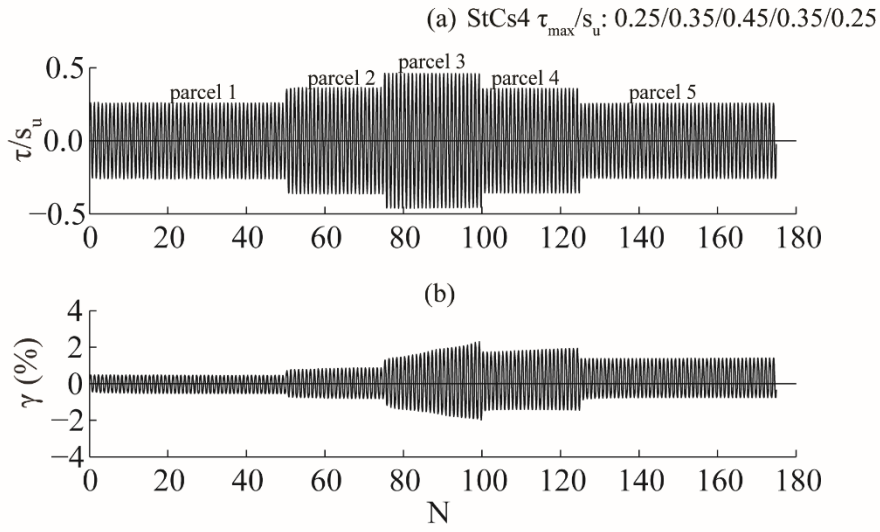 (a) StCs4 τmax/su: 0.25/0.35/0.45/0.35/0.25
0.5
parcel 1
parcel 2
parcel 3
parcel 4
parcel 5
τ/su
0.0
−0.5
0 20 40 60 80 100 120 140 160 180
(b)
4
2
γ (%)
0
−2
−4
0 20 40 60 80 100 120 140 160 180
N